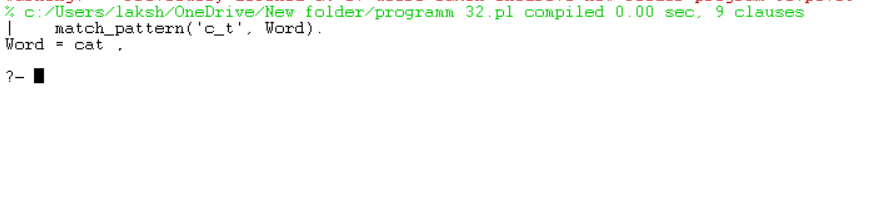 % c:/Users/laksh/OneDrive/New folder/programm 32.pl compiled 0.00 sec, 9 clauses
|    match_pattern('c_t', Word).
Word = cat .
?-